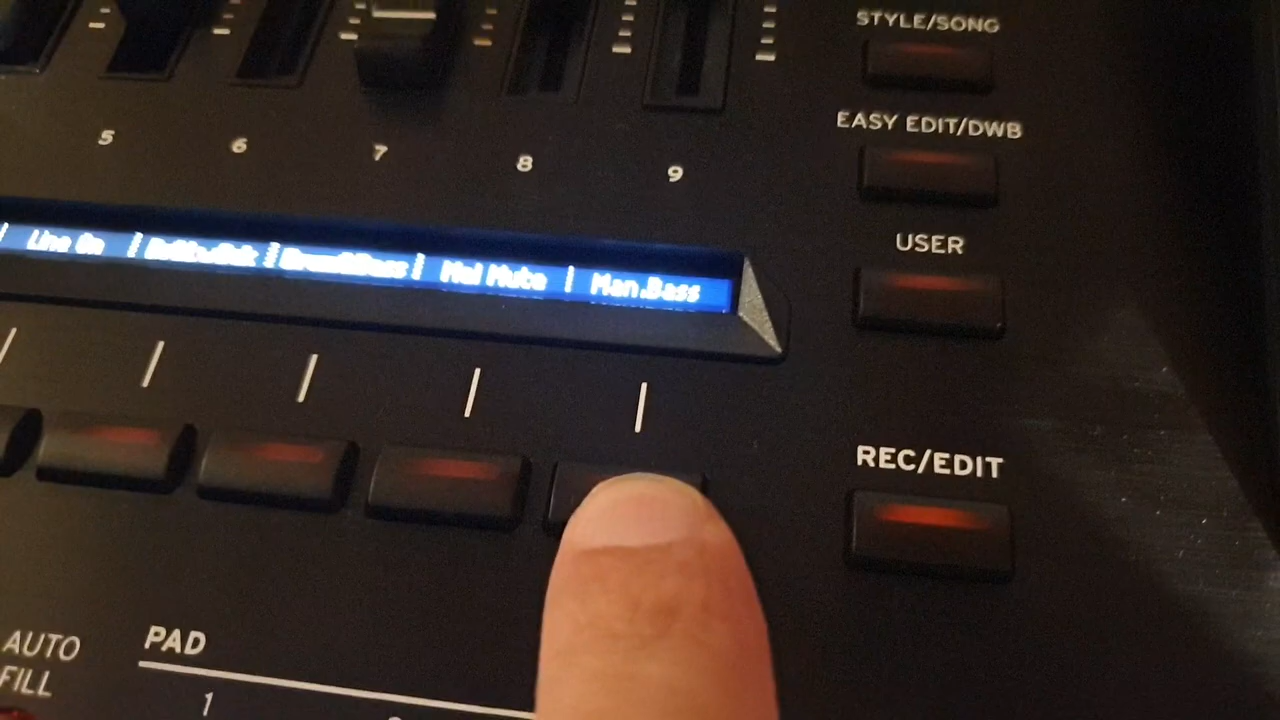 STYLE/SONG
EASY EDIT/DWB
5
6
7
8
9
USER
Line On
Mel Mute
Man.Bass
REC/EDIT
AUTO
FILL
PAD
1